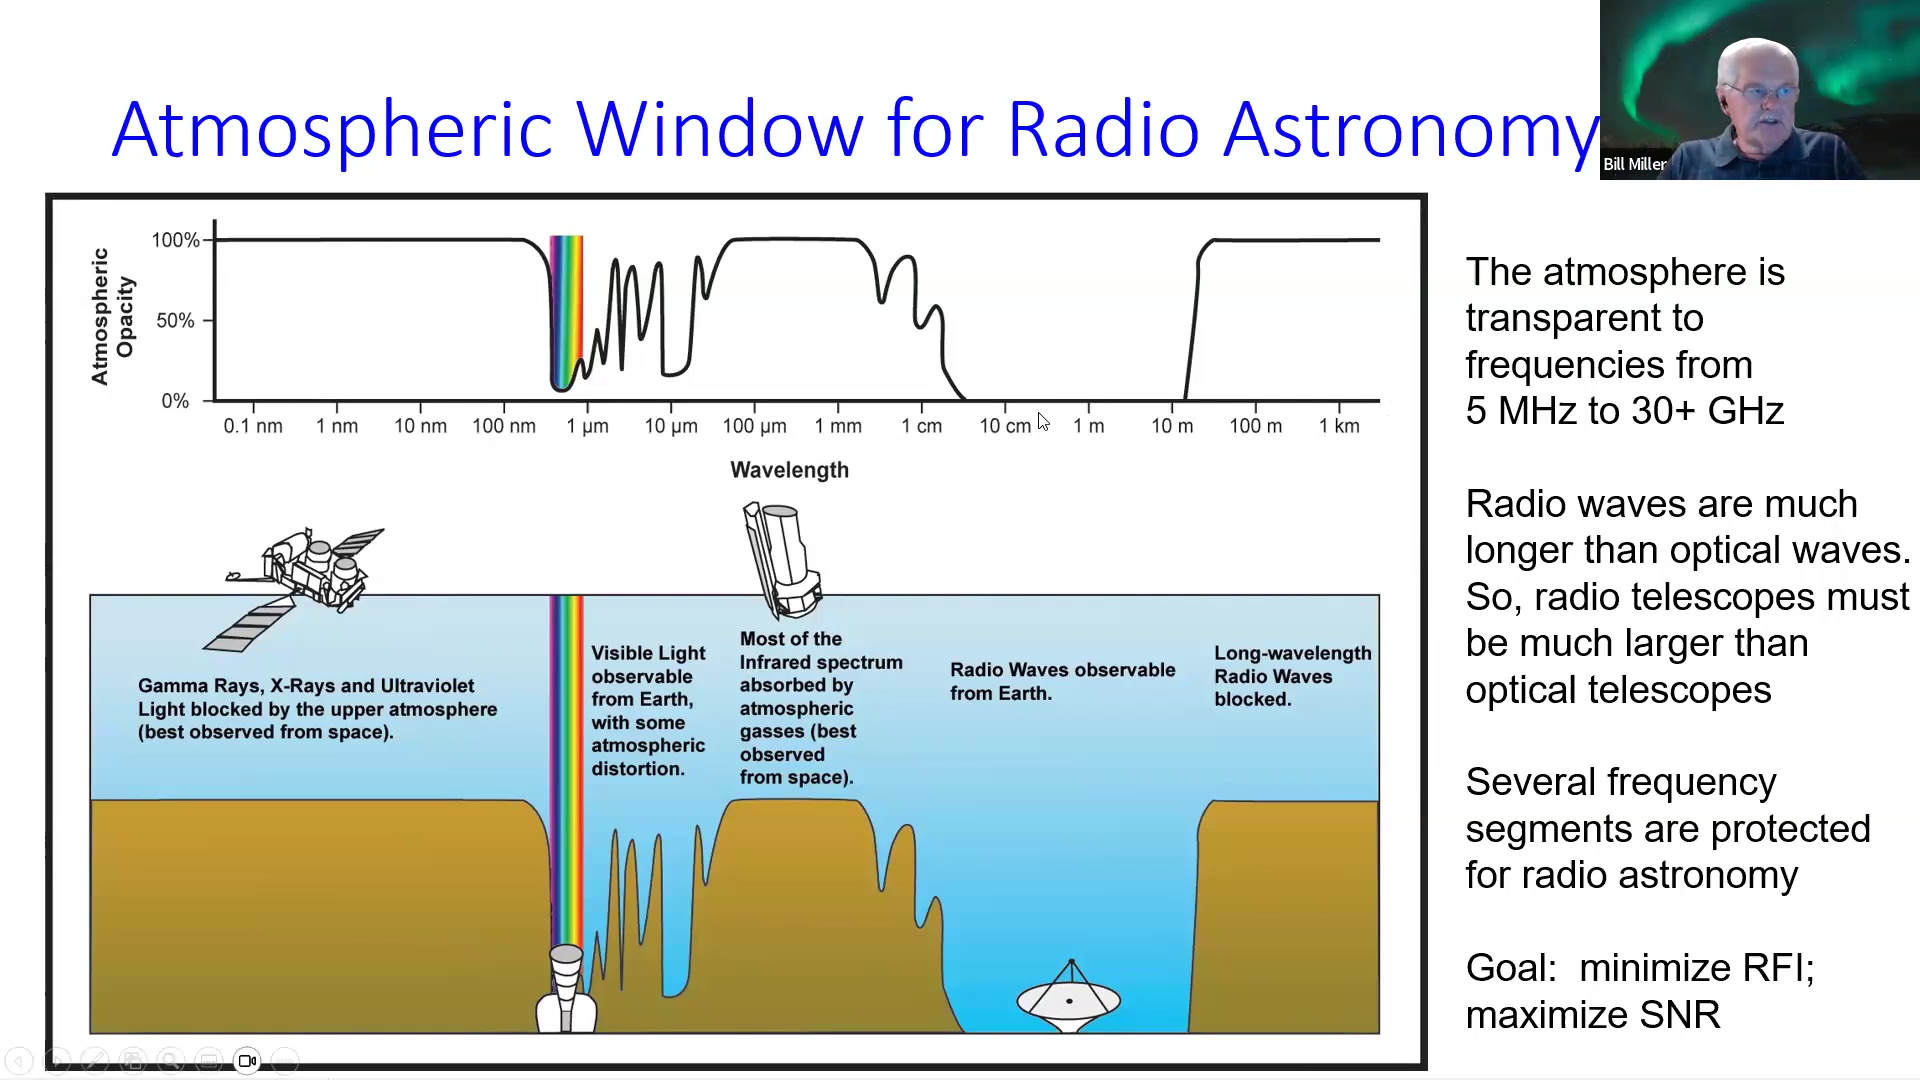 Atmospheric Window for Radio Astronomy
Bill Miller
Atmospheric
Opacity
100%
50%
0%
0.1 nm 1 nm 10 nm 100 nm 1 µm 10 µm 100 µm 1 mm 1 cm 10 cm 1 m 10 m 100 m 1 km
Wavelength
Gamma Rays, X-Rays and Ultraviolet
Light blocked by the upper atmosphere
(best observed from space).
Visible Light
observable
from Earth,
with some
atmospheric
distortion.
Most of the
Infrared spectrum
absorbed by
atmospheric
gasses (best
observed
from space).
Radio Waves observable
from Earth.
Long-wavelength
Radio Waves
blocked.
The atmosphere is
transparent to
frequencies from
5 MHz to 30+ GHz
Radio waves are much
longer than optical waves.
So, radio telescopes must
be much larger than
optical telescopes
Several frequency
segments are protected
for radio astronomy
Goal: minimize RFI;
maximize SNR